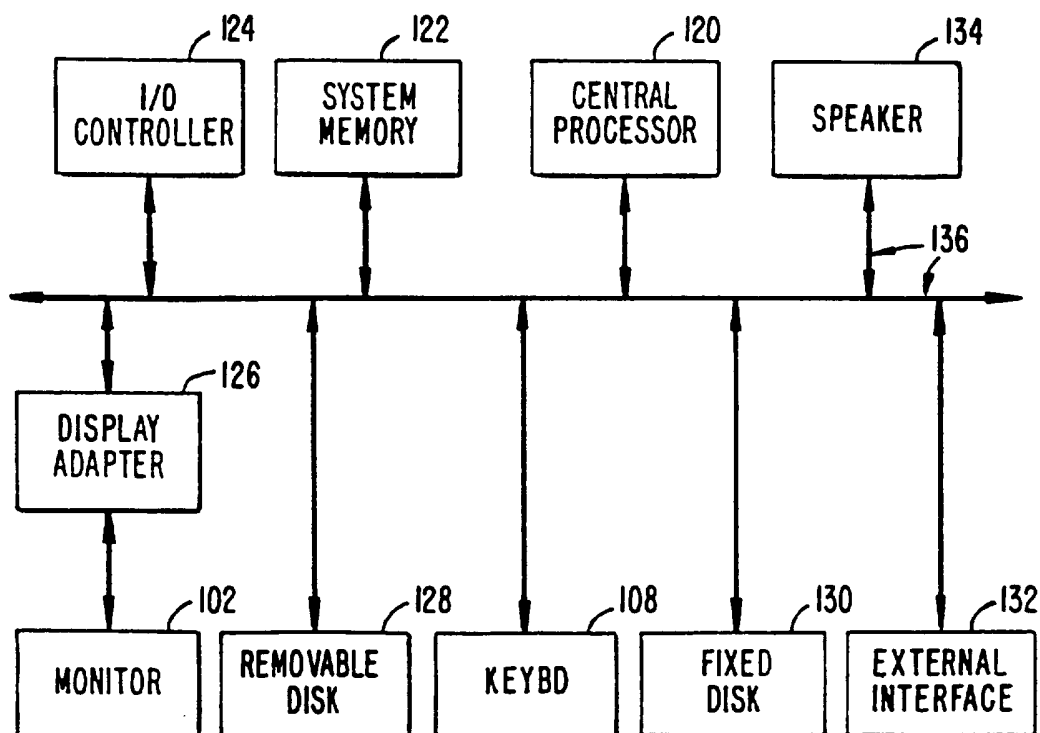 124
122
120
134
I/O
CONTROLLER
SYSTEM
MEMORY
CENTRAL
PROCESSOR
SPEAKER
136
126
DISPLAY
ADAPTER
102
128
108
130
132
MONITOR
REMOVABLE
DISK
KEYBD
FIXED
DISK
EXTERNAL
INTERFACE